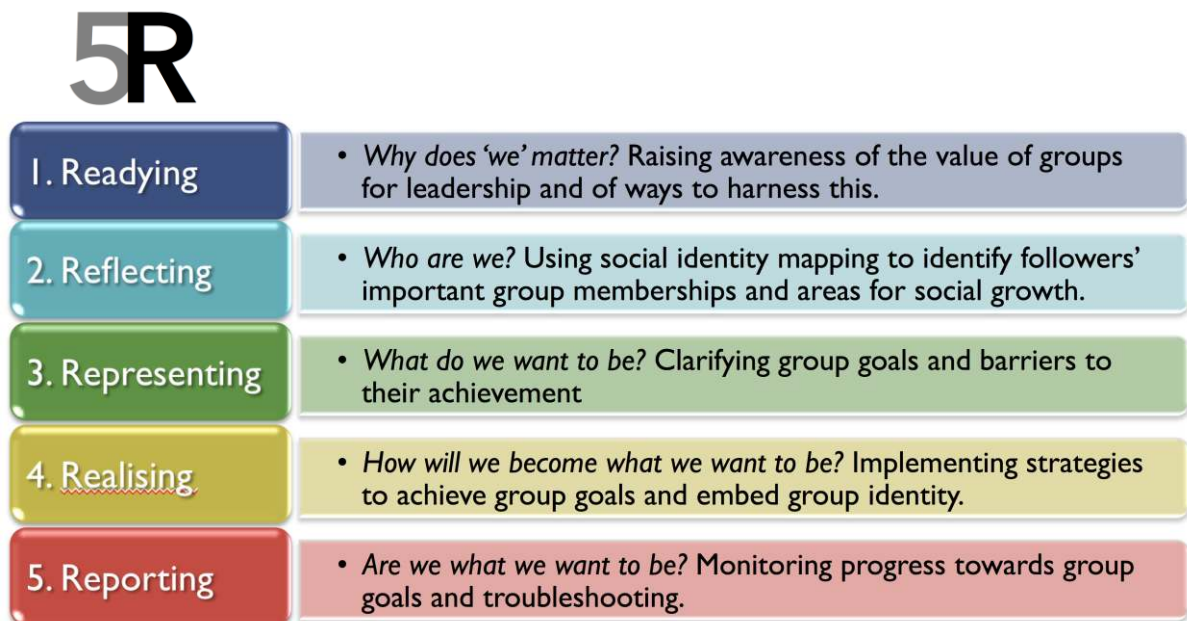 5R
1. Readying
• Why does ‘we’ matter? Raising awareness of the value of groups
for leadership and of ways to harness this.
2. Reflecting
• Who are we? Using social identity mapping to identify followers’
important group memberships and areas for social growth.
3. Representing
• What do we want to be? Clarifying group goals and barriers to
their achievement
4. Realising
• How will we become what we want to be? Implementing strategies
to achieve group goals and embed group identity.
5. Reporting
• Are we what we want to be? Monitoring progress towards group
goals and troubleshooting.